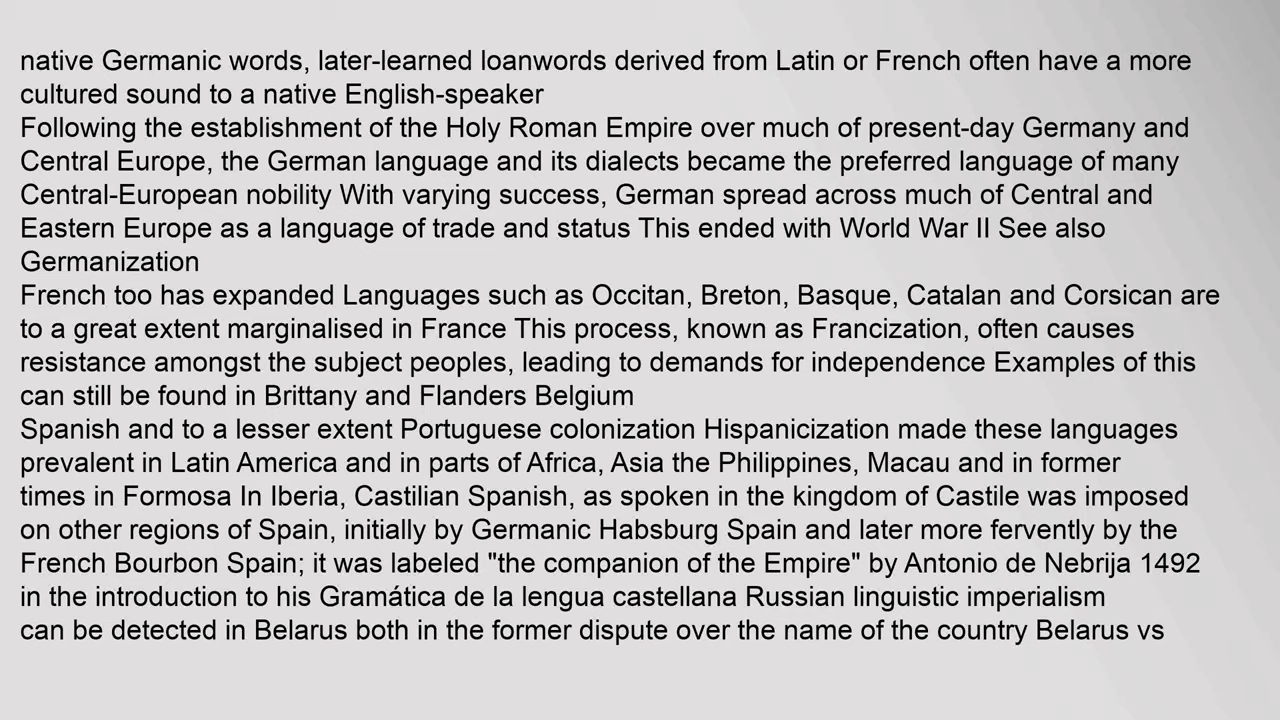 native Germanic words, later-learned loanwords derived from Latin or French often have a more
cultured sound to a native English-speaker
Following the establishment of the Holy Roman Empire over much of present-day Germany and
Central Europe, the German language and its dialects became the preferred language of many
Central-European nobility With varying success, German spread across much of Central and
Eastern Europe as a language of trade and status This ended with World War II See also
Germanization
French too has expanded Languages such as Occitan, Breton, Basque, Catalan and Corsican are
to a great extent marginalised in France This process, known as Francization, often causes
resistance amongst the subject peoples, leading to demands for independence Examples of this
can still be found in Brittany and Flanders Belgium
Spanish and to a lesser extent Portuguese colonization Hispanicization made these languages
prevalent in Latin America and in parts of Africa, Asia the Philippines, Macau and in former
times in Formosa In Iberia, Castilian Spanish, as spoken in the kingdom of Castile was imposed
on other regions of Spain, initially by Germanic Habsburg Spain and later more fervently by the
French Bourbon Spain; it was labeled "the companion of the Empire" by Antonio de Nebrija 1492
in the introduction to his Gramática de la lengua castellana Russian linguistic imperialism
can be detected in Belarus both in the former dispute over the name of the country Belarus vs